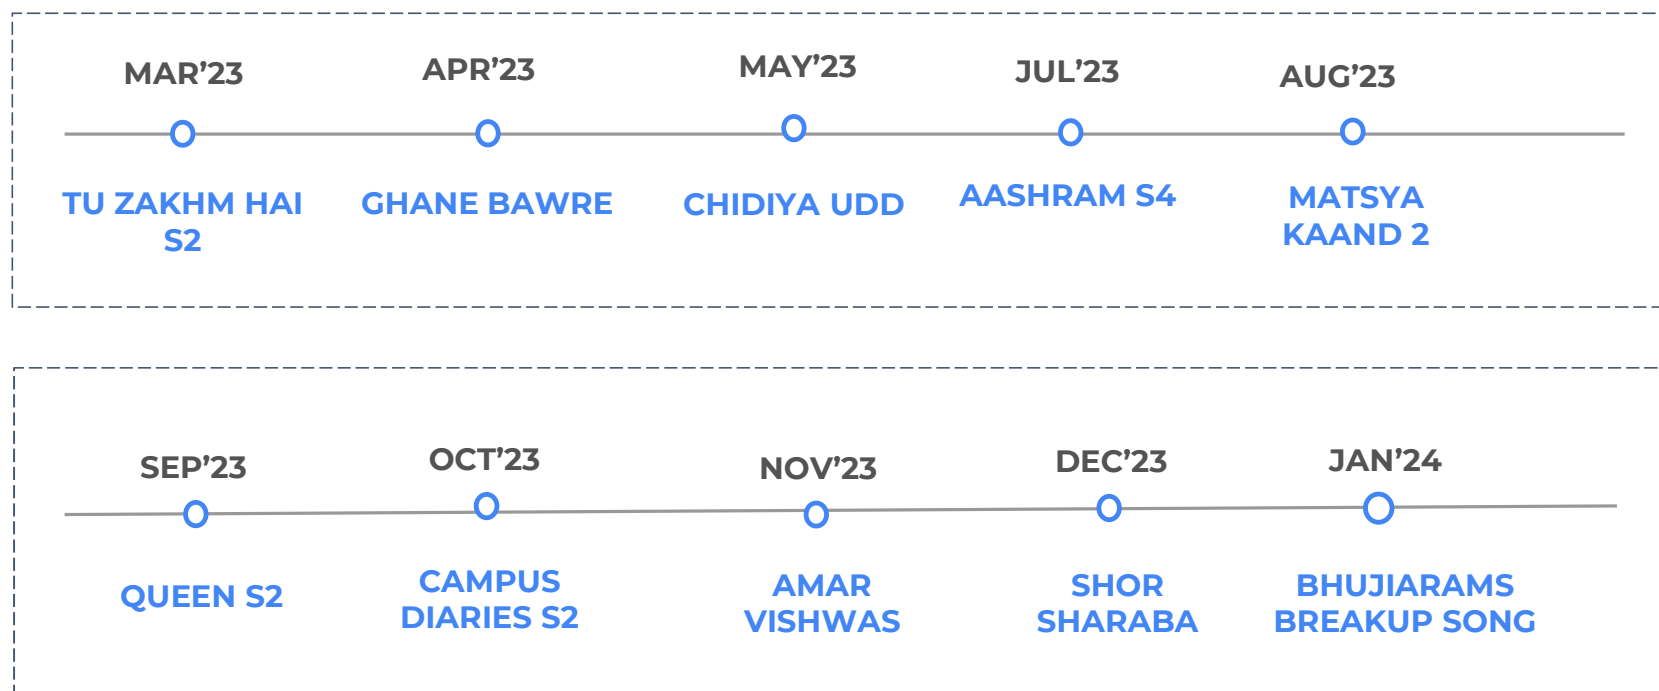 MAR’23
APR’23
MAY’23
JUL’23
AUG’23
TU ZAKHM HAI
S2
GHANE BAWRE
CHIDIYA UDD
AASHRAM S4
MATSYA
KAAND 2
SEP’23
OCT’23
NOV’23
DEC’23
JAN’24
QUEEN S2
CAMPUS
DIARIES S2
AMAR
VISHWAS
SHOR
SHARABA
BHUJIARAMS
BREAKUP SONG